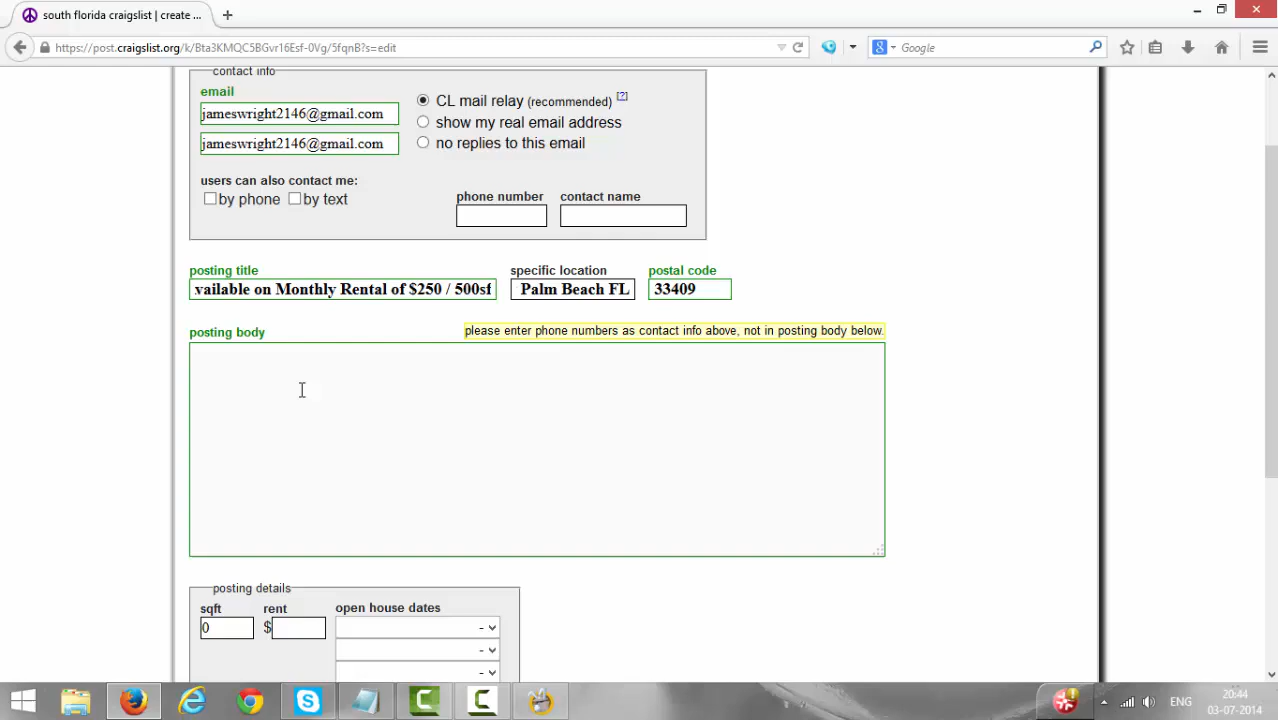 south florida craigslist | create ...
https://post.craigslist.org/k/Bta3KMQC5BGvr16Esf-0Vg/5fqnB?s=edit
Google
contact info
email
jameswright2146@gmail.com
jameswright2146@gmail.com
CL mail relay (recommended) [?]
show my real email address
no replies to this email
users can also contact me:
by phone by text
phone number contact name
posting title specific location postal code
vailable on Monthly Rental of $250 / 500sf Palm Beach FL 33409
posting body please enter phone numbers as contact info above, not in posting body below.
posting details
sqft rent open house dates
0 $ -
-
-
ENG
20:44
03-07-2014